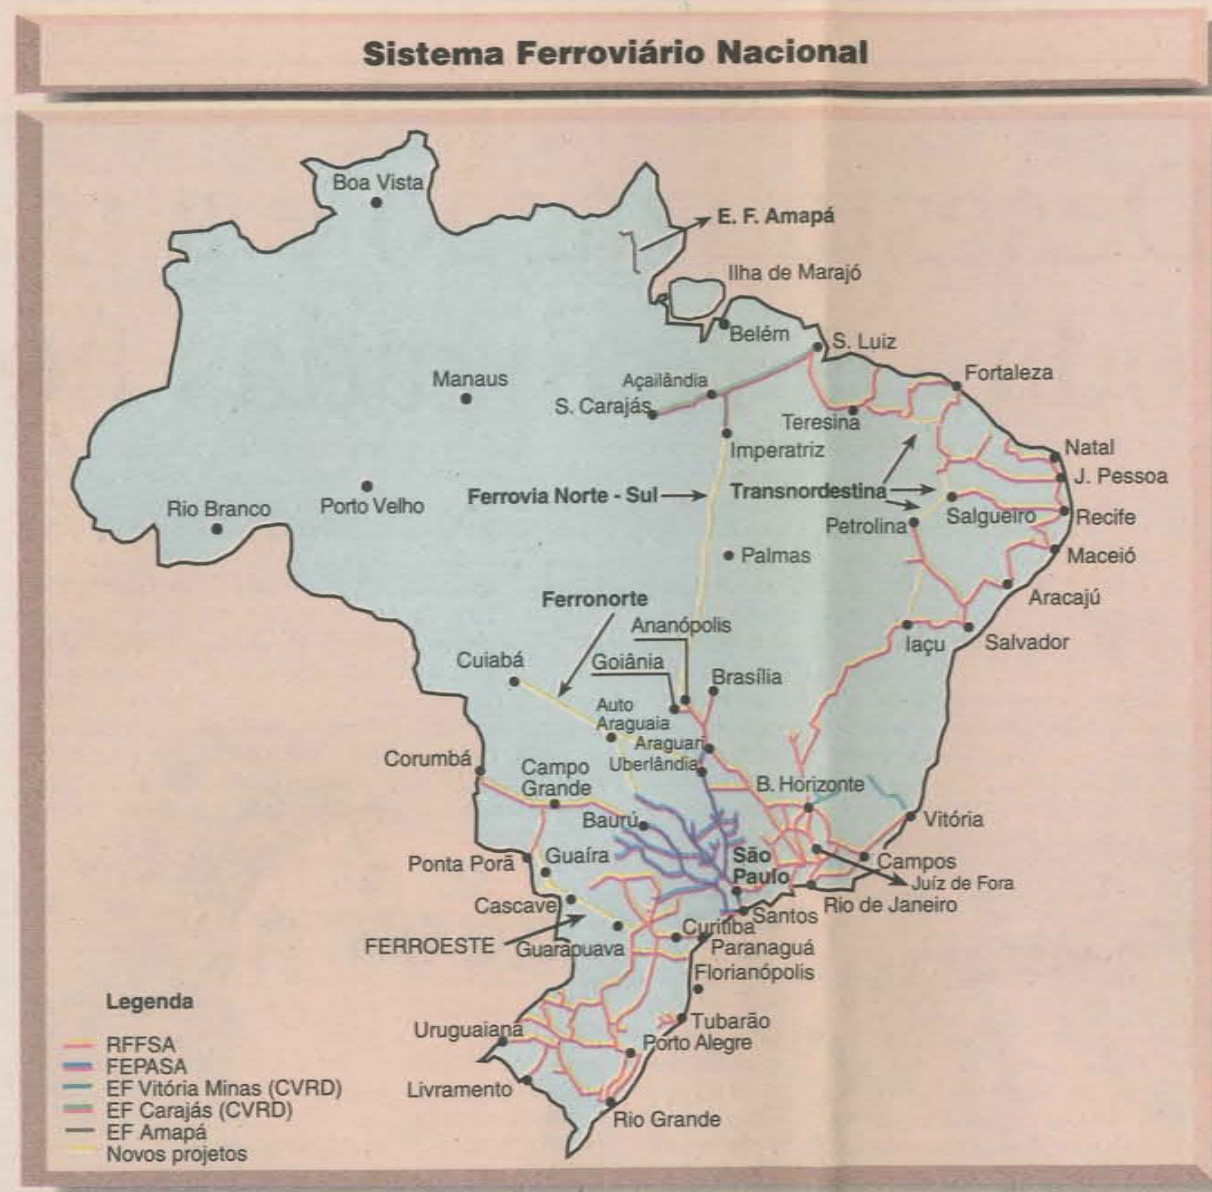 Sistema Ferroviário Nacional
Boa Vista
E. F. Amapá
Ilha de Marajó
Belém
S. Luiz
Fortaleza
Manaus
Açailândia
S. Carajás
Teresina
Imperatriz
Natal
J. Pessoa
Ferrovia Norte - Sul
Transnordestina
Rio Branco
Porto Velho
Salgueiro
Recife
Petrolina
Palmas
Maceió
Aracajú
Ferronorte
Ananópolis
Iaçu
Salvador
Cuiabá
Goiânia
Brasília
Auto
Araguaia
Araguari
Corumbá
Uberlândia
Campo
Grande
B. Horizonte
Baurú
Vitória
Ponta Porã
Guaíra
São
Paulo
Campos
Juíz de Fora
Cascavel
Santos
Rio de Janeiro
FERROESTE
Guarapuava
Curitiba
Paranaguá
Florianópolis
Uruguaiana
Tubarão
Porto Alegre
Livramento
Rio Grande
Legenda
RFFSA
FEPASA
EF Vitória Minas (CVRD)
EF Carajás (CVRD)
EF Amapá
Novos projetos